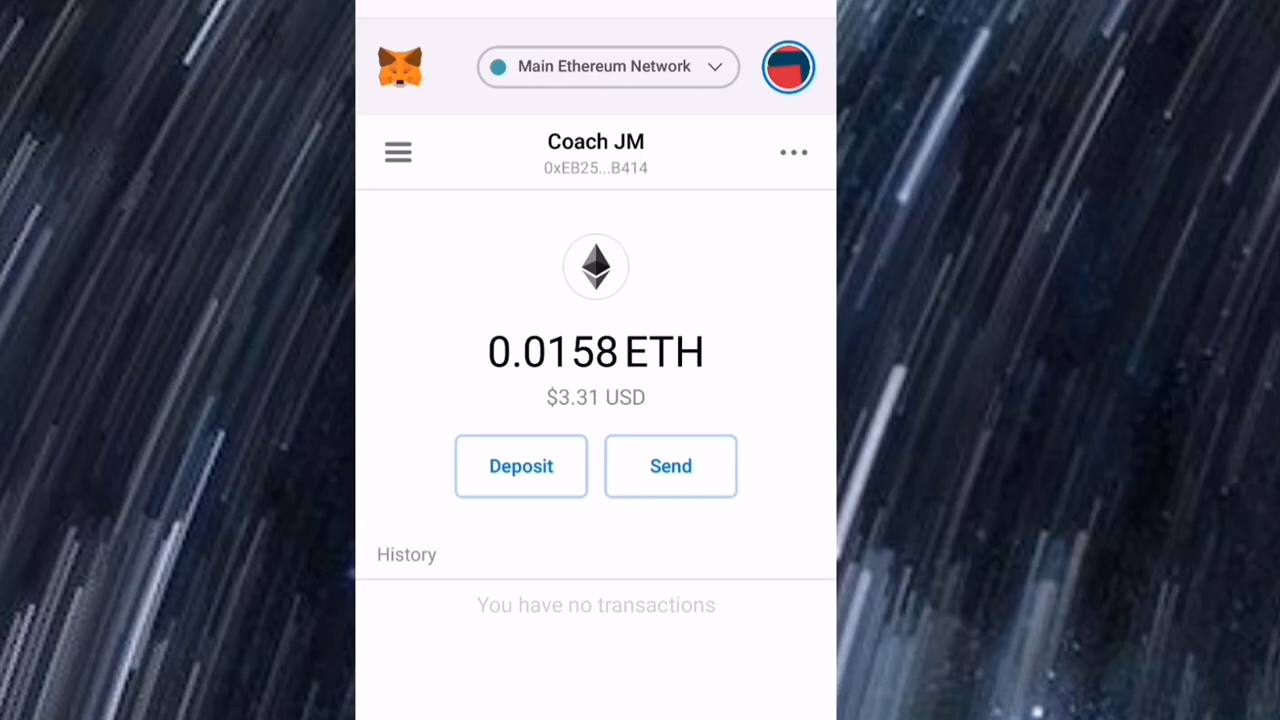 Main Ethereum Network
Coach JM
0xEB25...B414
0.0158 ETH
$3.31 USD
Deposit
Send
History
You have no transactions